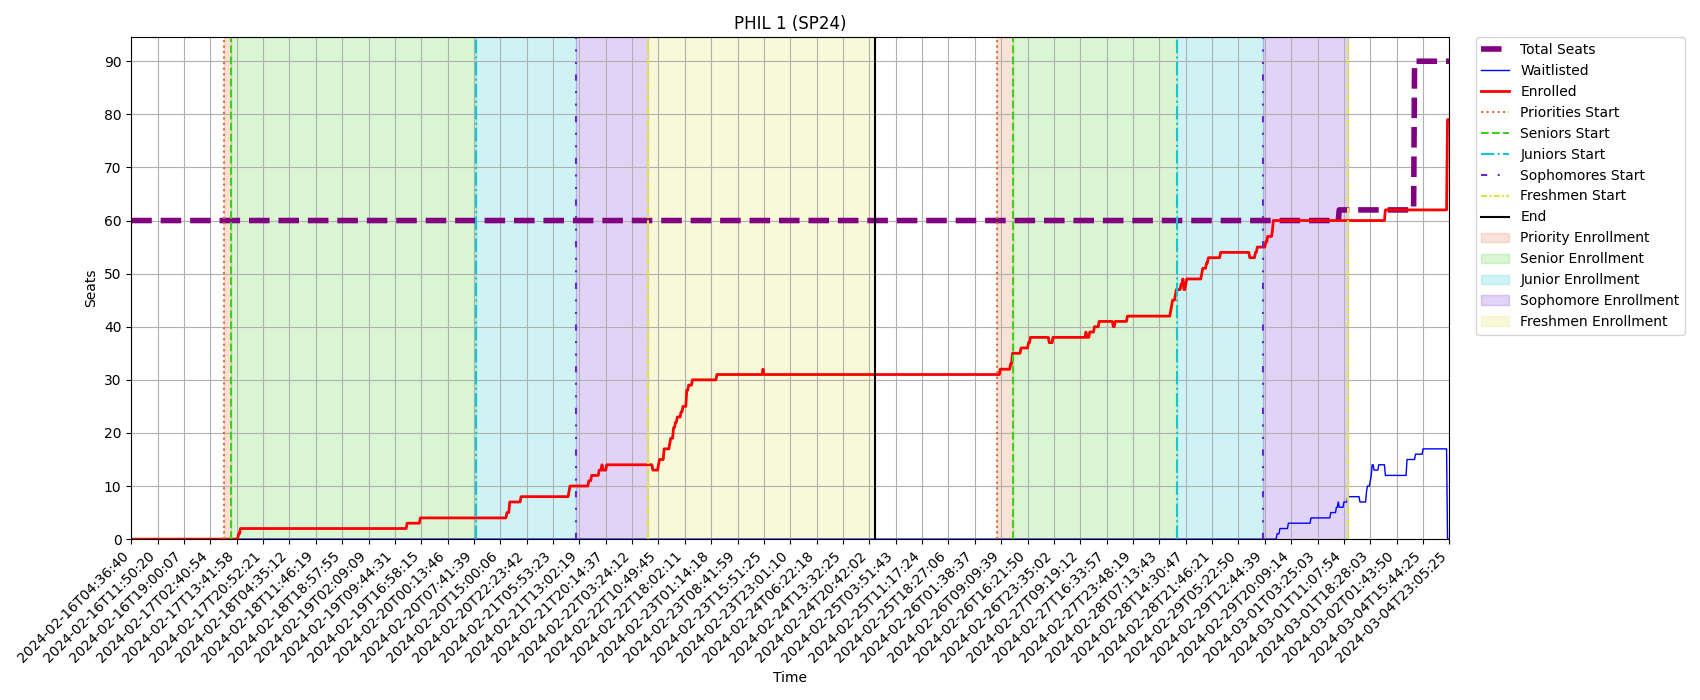 PHIL 1 (SP24)
90
80
70
60
50
40
30
20
10
0
Seats
2024-02-16T04:36:40
2024-02-16T11:50:20
2024-02-16T19:00:07
2024-02-17T02:40:54
2024-02-17T13:41:58
2024-02-17T20:52:21
2024-02-18T04:35:12
2024-02-18T11:46:19
2024-02-18T18:57:55
2024-02-19T02:09:09
2024-02-19T09:44:31
2024-02-19T16:58:15
2024-02-20T00:13:46
2024-02-20T07:41:39
2024-02-20T15:00:06
2024-02-20T22:23:42
2024-02-21T05:53:23
2024-02-21T13:02:19
2024-02-21T20:14:37
2024-02-22T03:24:12
2024-02-22T10:49:45
2024-02-22T18:02:11
2024-02-23T01:14:18
2024-02-23T08:41:59
2024-02-23T15:51:25
2024-02-23T23:01:10
2024-02-24T06:22:18
2024-02-24T13:32:25
2024-02-24T20:42:02
2024-02-25T03:51:43
2024-02-25T11:17:24
2024-02-25T18:27:06
2024-02-26T01:38:37
2024-02-26T09:09:39
2024-02-26T16:21:50
2024-02-26T23:35:02
2024-02-27T09:19:12
2024-02-27T16:33:57
2024-02-27T23:48:19
2024-02-28T07:13:43
2024-02-28T14:30:47
2024-02-28T21:46:21
2024-02-29T05:22:50
2024-02-29T12:44:39
2024-02-29T20:09:14
2024-03-01T03:25:03
2024-03-01T11:07:54
2024-03-01T18:28:03
2024-03-02T01:43:50
2024-03-04T15:44:25
2024-03-04T23:05:25
Time
Total Seats
Waitlisted
Enrolled
Priorities Start
Seniors Start
Juniors Start
Sophomores Start
Freshmen Start
End
Priority Enrollment
Senior Enrollment
Junior Enrollment
Sophomore Enrollment
Freshmen Enrollment